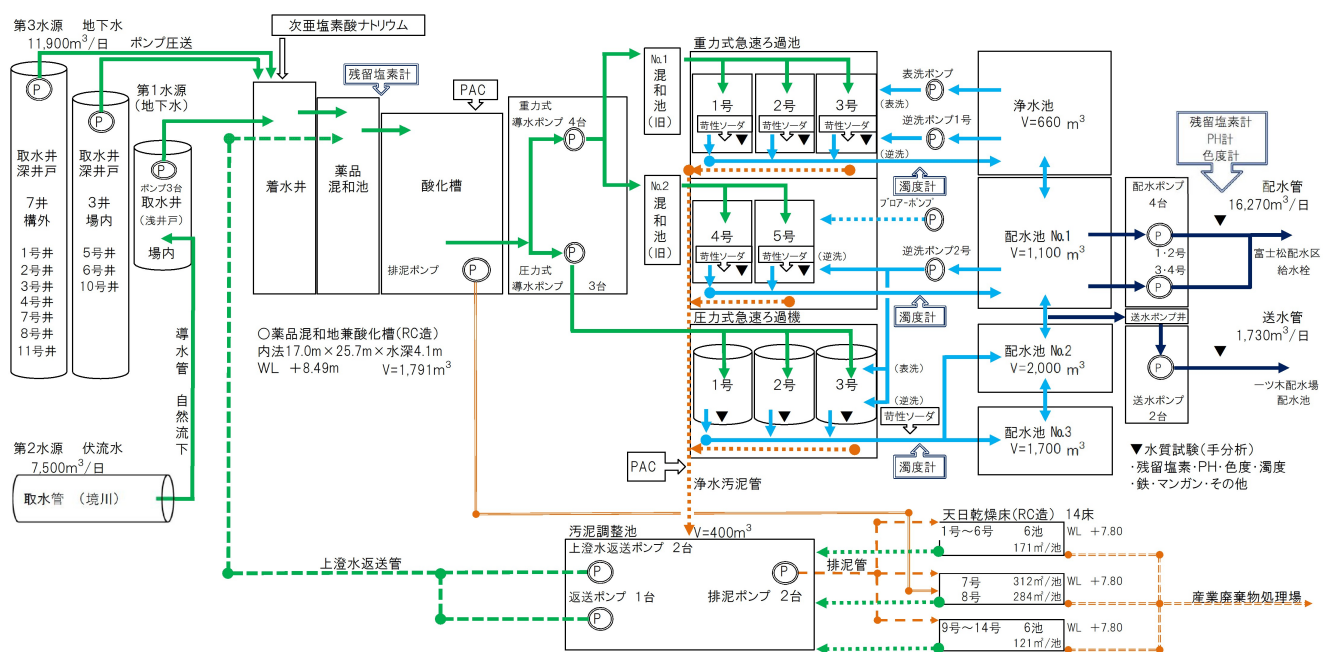 第3水源 地下水
11,900m³/日 ポンプ圧送
P
取水井
深井戸
7井
構外
1号井
2号井
3号井
4号井
7号井
8号井
11号井
P
取水井
深井戸
3井
場内
5号井
6号井
10号井
第1水源
(地下水)
P
ポンプ3台
取水井
(浅井戸)
場内
導水管 自然流下
第2水源 伏流水
7,500m³/日
取水管 (境川)
次亜塩素酸ナトリウム
残留塩素計
PAC
着水井
薬品
混和池
酸化槽
排泥ポンプ
P
○薬品混和地兼酸化槽(RC造)
内法17.0m×25.7m×水深4.1m
WL +8.49m V=1,791m³
重力式
導水ポンプ 4台
P
P
圧力式
導水ポンプ 3台
No.1
混和池
(旧)
No.2
混和池
(旧)
重力式急速ろ過池
1号
2号
3号
苛性ソーダ
苛性ソーダ
苛性ソーダ
4号
5号
苛性ソーダ
苛性ソーダ
圧力式急速ろ過機
1号
2号
3号
表洗ポンプ
P
(表洗)
逆洗ポンプ1号
P
(逆洗)
濁度計
ブロアーポンプ
P
逆洗ポンプ2号
(逆洗)
P
濁度計
(表洗)
(逆洗)
苛性ソーダ
濁度計
PAC
浄水汚泥管
浄水池
V=660 m³
配水池 No.1
V=1,100 m³
配水池 No.2
V=2,000 m³
配水池 No.3
V=1,700 m³
残留塩素計
PH計
色度計
配水ポンプ
4台
P
1・2号
3・4号
P
配水管
16,270m³/日
富士松配水区
給水栓
送水ポンプ井
P
送水ポンプ
2台
送水管
1,730m³/日
一ツ木配水場
配水池
▼水質試験(手分析)
・残留塩素・PH・色度・濁度
・鉄・マンガン・その他
汚泥調整池 V=400m³
上澄水返送ポンプ 2台
P
返送ポンプ 1台
P
P
排泥ポンプ 2台
上澄水返送管
排泥管
天日乾燥床(RC造) 14床
1号~6号 6池 WL +7.80
171㎡/池
7号 312㎡/池 WL +7.80
8号 284㎡/池
9号~14号 6池 WL +7.80
121㎡/池
産業廃棄物処理場